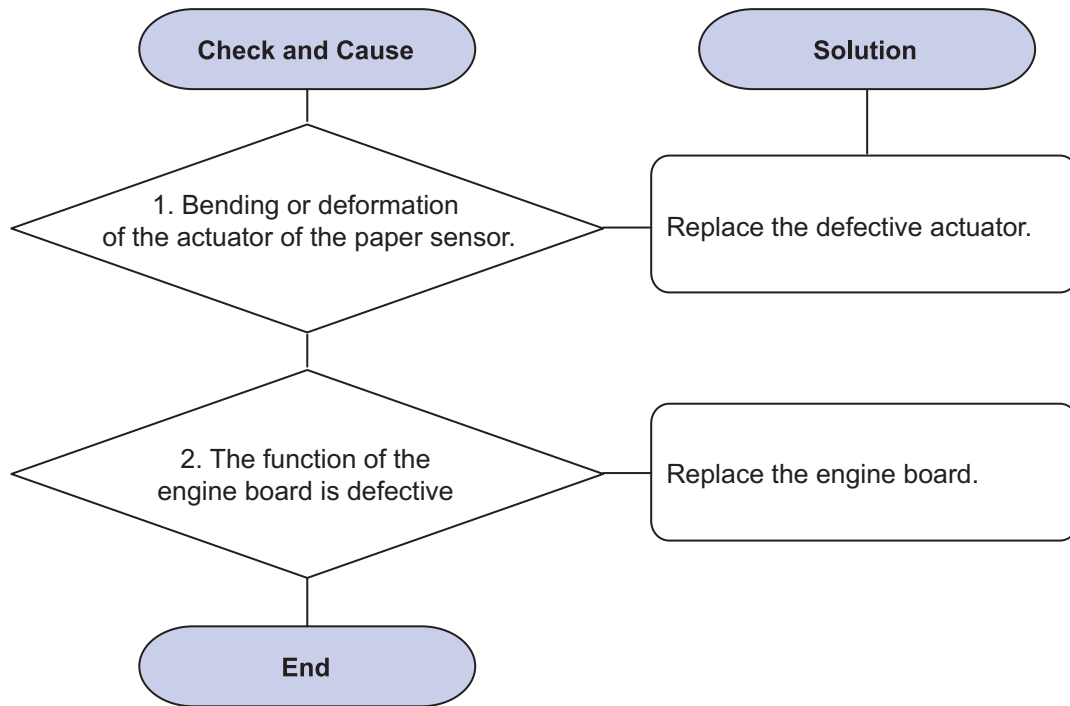 Check and Cause
Solution
1. Bending or deformation
of the actuator of the paper sensor.
Replace the defective actuator.
2. The function of the
engine board is defective
Replace the engine board.
End